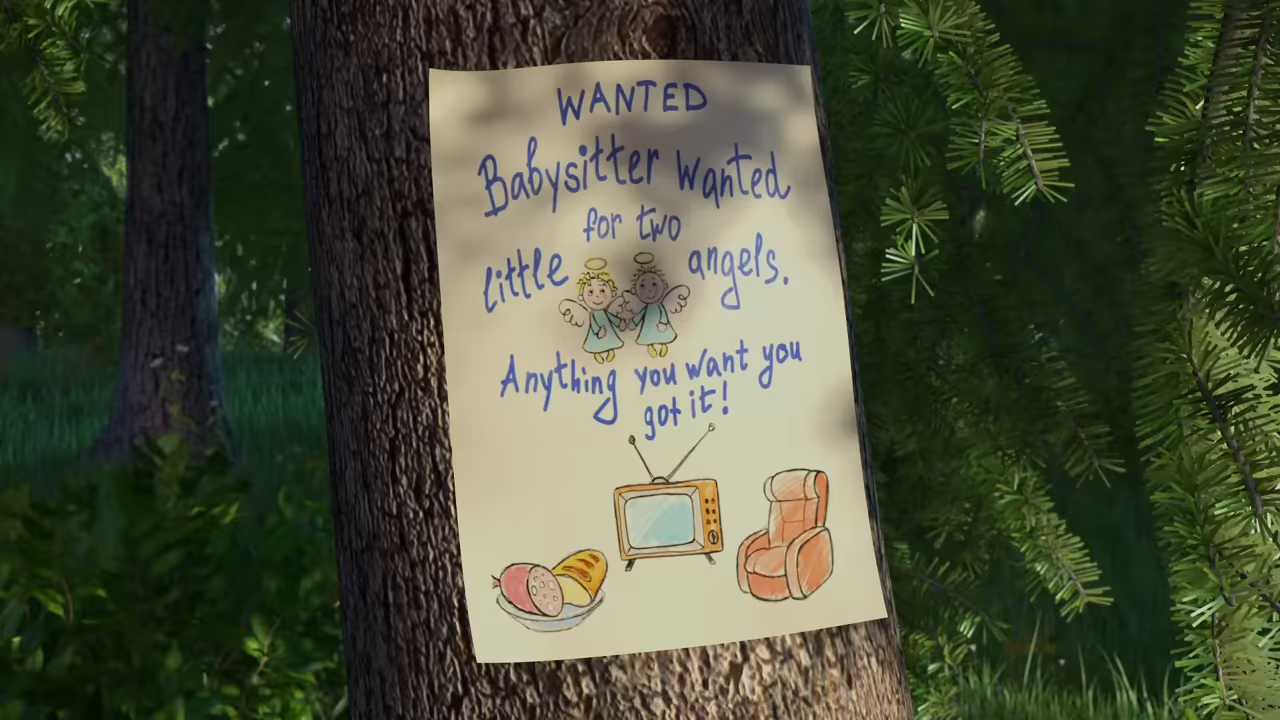 WANTED
Babysitter Wanted
for two
little angels.
Anything you want you
got it!